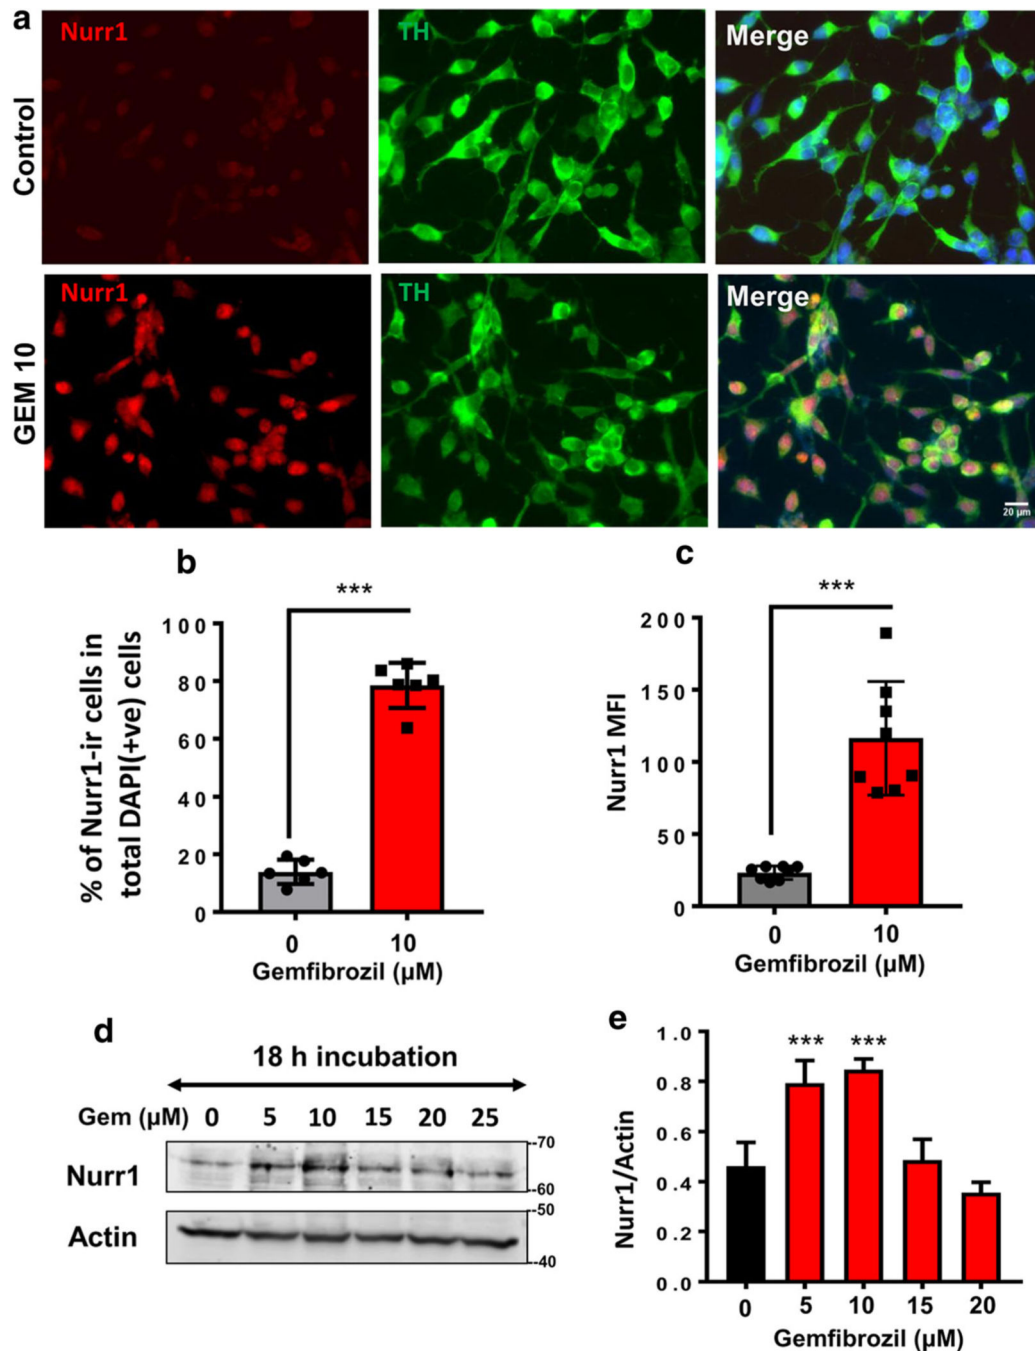 a
Nurr1
TH
Merge
Control
Nurr1
TH
Merge
GEM 10
20 µm
b
***
% of Nurr1-ir cells in
total DAPI(+ve) cells
100
80
60
40
20
0
0
10
Gemfibrozil (µM)
c
***
Nurr1 MFI
200
150
100
50
0
0
10
Gemfibrozil (µM)
d
18 h incubation
Gem (µM) 0 5 10 15 20 25
Nurr1
--70
--60
Actin
--50
--40
e
*** ***
Nurr1/Actin
1.0
0.8
0.6
0.4
0.2
0.0
0 5 10 15 20
Gemfibrozil (µM)